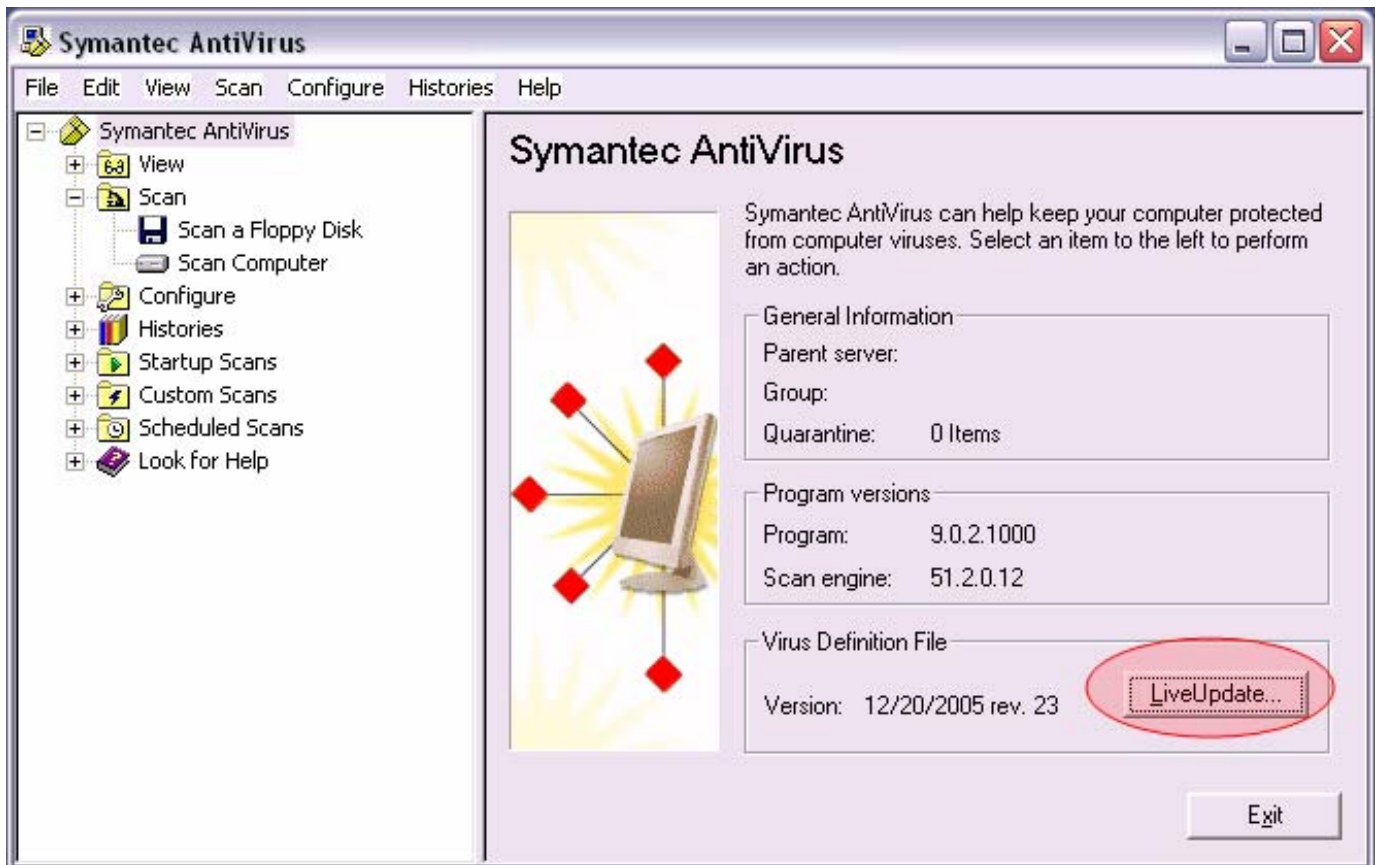 Symantec AntiVirus
File Edit View Scan Configure Histories Help
Symantec AntiVirus
View
Scan
Scan a Floppy Disk
Scan Computer
Configure
Histories
Startup Scans
Custom Scans
Scheduled Scans
Look for Help
Symantec AntiVirus
Symantec AntiVirus can help keep your computer protected
from computer viruses. Select an item to the left to perform
an action.
General Information
Parent server:
Group:
Quarantine: 0 Items
Program versions
Program: 9.0.2.1000
Scan engine: 51.2.0.12
Virus Definition File
Version: 12/20/2005 rev. 23
LiveUpdate...
Exit